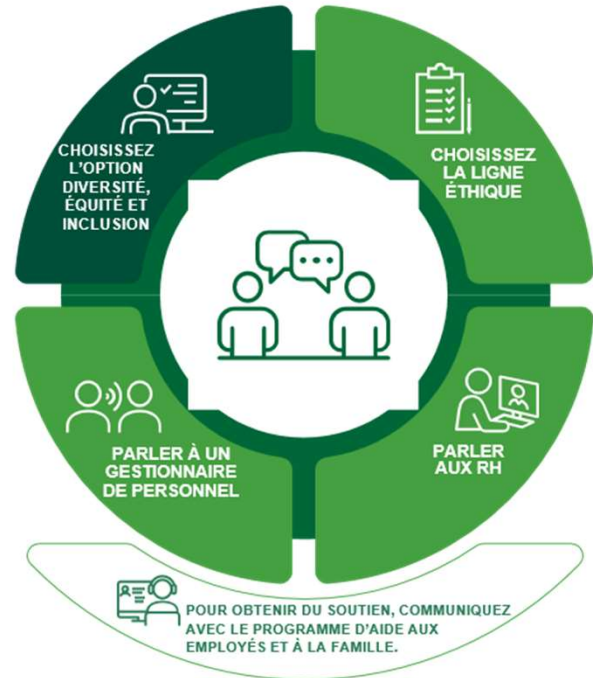 CHOISISSEZ
L'OPTION
DIVERSITÉ,
ÉQUITÉ ET
INCLUSION
CHOISISSEZ
LA LIGNE
ÉTHIQUE
PARLER À UN
GESTIONNAIRE
DE PERSONNEL
PARLER
AUX RH
POUR OBTENIR DU SOUTIEN, COMMUNIQUEZ
AVEC LE PROGRAMME D'AIDE AUX
EMPLOYÉS ET À LA FAMILLE.